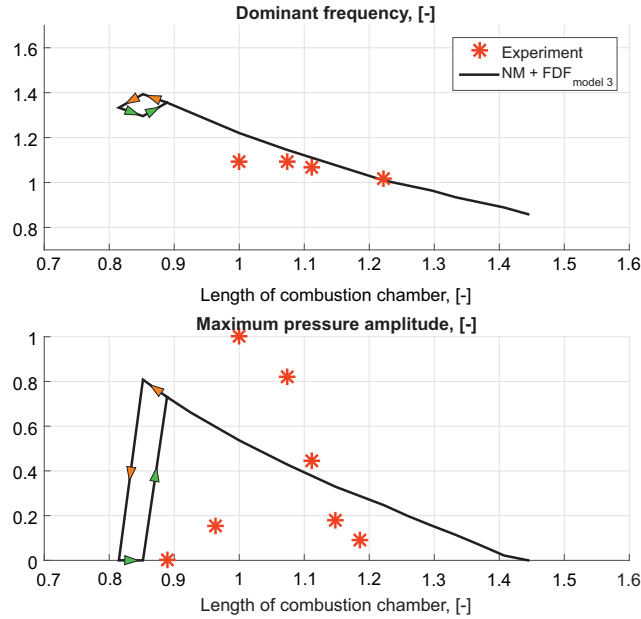 Dominant frequency, [-]
Experiment
NM + FDF model 3
1.6
1.4
1.2
1
0.8
0.7 0.8 0.9 1 1.1 1.2 1.3 1.4 1.5 1.6
Length of combustion chamber, [-]
Maximum pressure amplitude, [-]
1
0.8
0.6
0.4
0.2
0
0.7 0.8 0.9 1 1.1 1.2 1.3 1.4 1.5 1.6
Length of combustion chamber, [-]